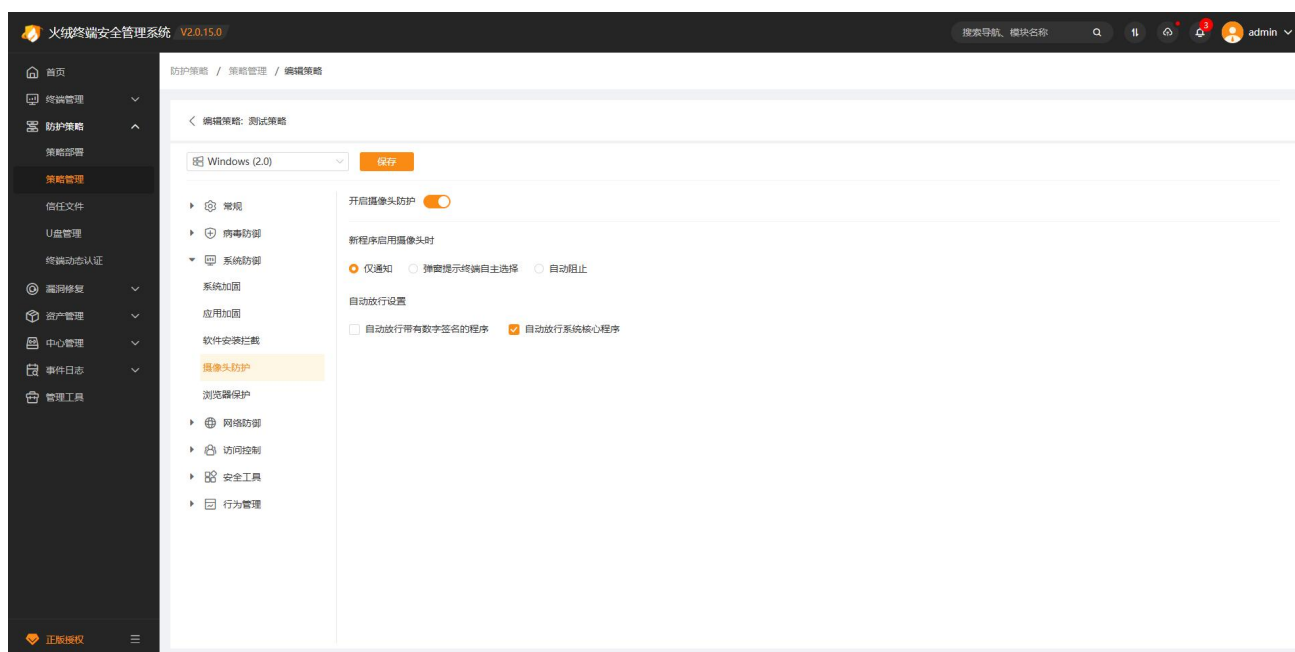 火绒终端安全管理系统 V2.0.15.0
搜索导航、模块名称
3
admin
首页
终端管理
防护策略
策略部署
策略管理
信任文件
U盘管理
终端动态认证
漏洞修复
资产管理
中心管理
事件日志
管理工具
正版授权
防护策略 / 策略管理 / 编辑策略
编辑策略: 测试策略
Windows (2.0)
保存
常规
病毒防御
系统防御
系统加固
应用加固
软件安装拦截
摄像头防护
浏览器保护
网络防御
访问控制
安全工具
行为管理
开启摄像头防护
新程序启用摄像头时
仅通知 弹窗提示终端自主选择 自动阻止
自动放行设置
自动放行带有数字签名的程序 自动放行系统核心程序